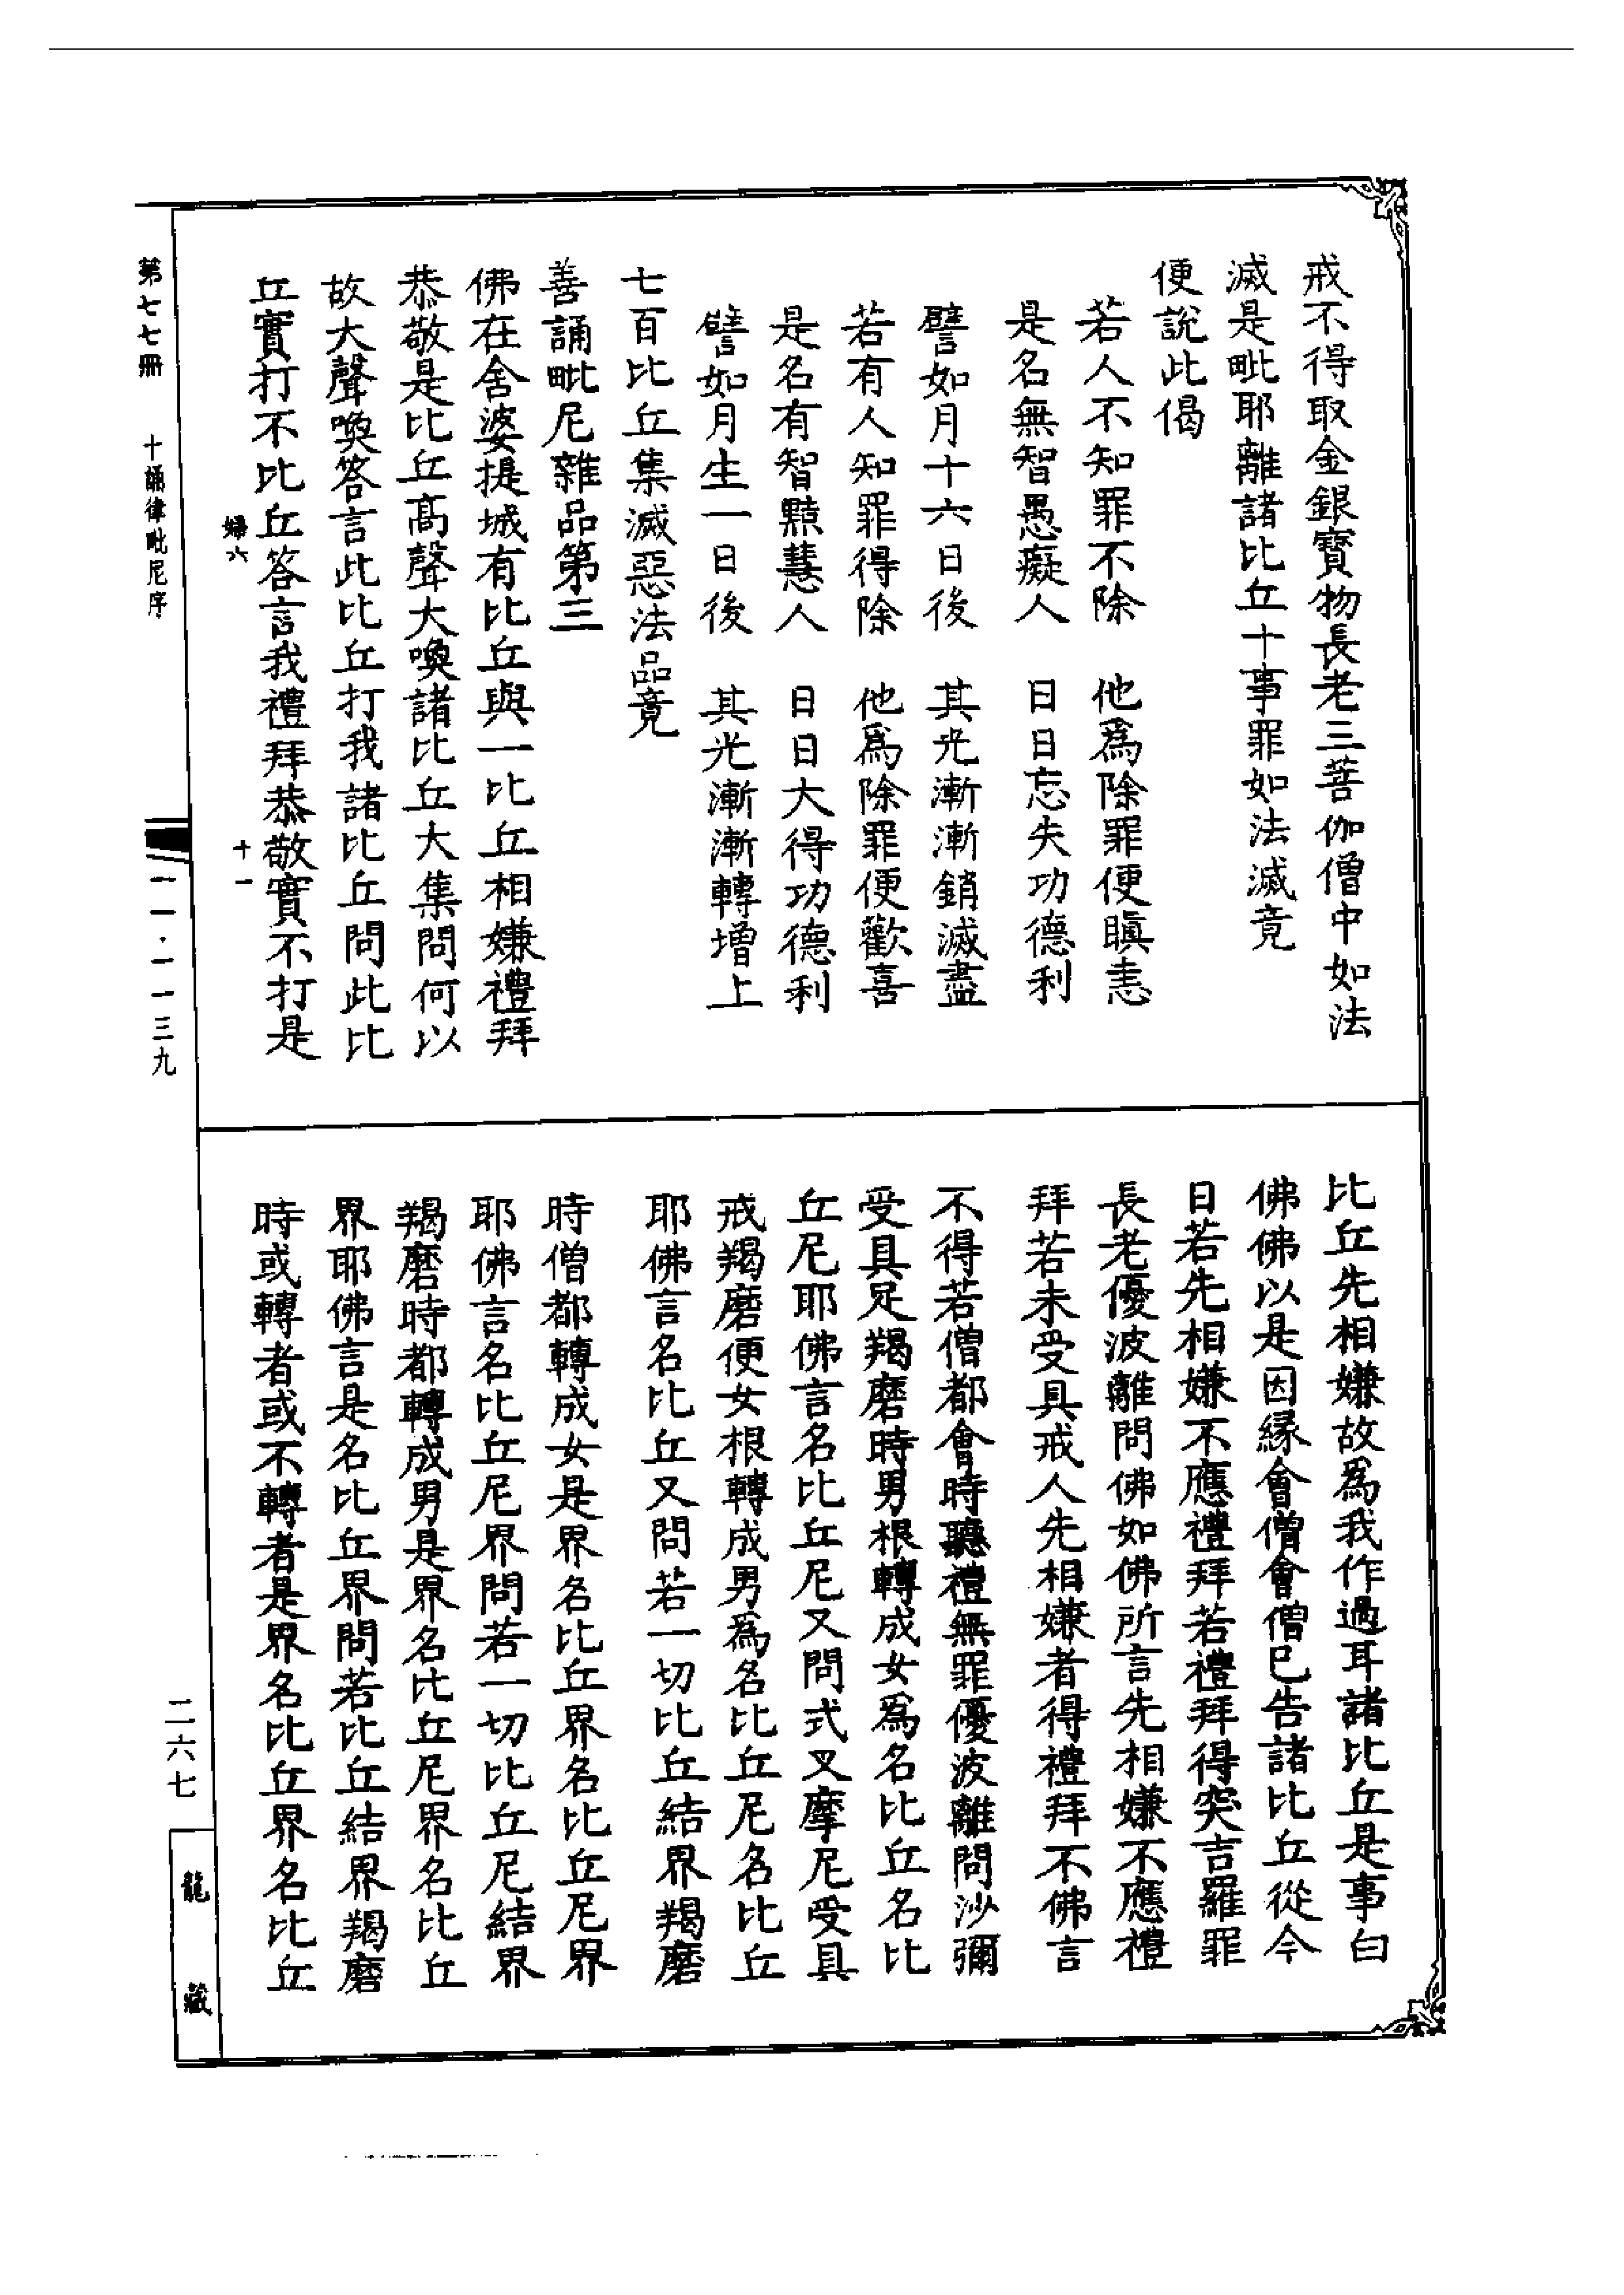 戒不得取金銀寶物長老三菩伽僧中如法
滅是毗耶離諸比丘十事罪如法滅竟
便說此偈
若人不知罪不除　他爲除罪便瞋恚
是名無智愚癡人　日日忘失功德利
譬如月十六日後　其光漸漸銷滅盡
若有人知罪得除　他爲除罪便歡喜
是名有智黠慧人　日日大得功德利
譬如月生一日後　其光漸漸轉增上
七百比丘集滅惡法品竟
善誦毗尼雜品第三
佛在舍婆提城有比丘與一比丘相嫌禮拜
恭敬是比丘高聲大喚諸比丘大集問何以
故大聲喚答言此比丘打我諸比丘問此比
丘實打不比丘答言我禮拜恭敬實不打是
婦六　十一
比丘先相嫌故爲我作過耳諸比丘是事白
佛佛以是因緣會僧會僧已告諸比丘從今
日若先相嫌不應禮拜若禮拜得突吉羅罪
長老優波離問佛如佛所言先相嫌不應禮
拜若未受具戒人先相嫌者得禮拜不佛言
不得若僧都會時聽禮無罪優波離問沙彌
受具足羯磨時男根轉成女爲名比丘名比
丘尼耶佛言名比丘尼又問式叉摩尼受具
戒羯磨便女根轉成男爲名比丘尼名比丘
耶佛言名比丘又問若一切比丘結界羯磨
時僧都轉成女是界名比丘界名比丘尼界
耶佛言名比丘尼界問若一切比丘尼結界
羯磨時都轉成男是界名比丘尼界名比丘
界耶佛言是名比丘界問若比丘結界羯磨
時或轉者或不轉者是界名比丘界名比丘
第七七冊　十誦律毗尼序
一一·一一三九
二六七
龍藏